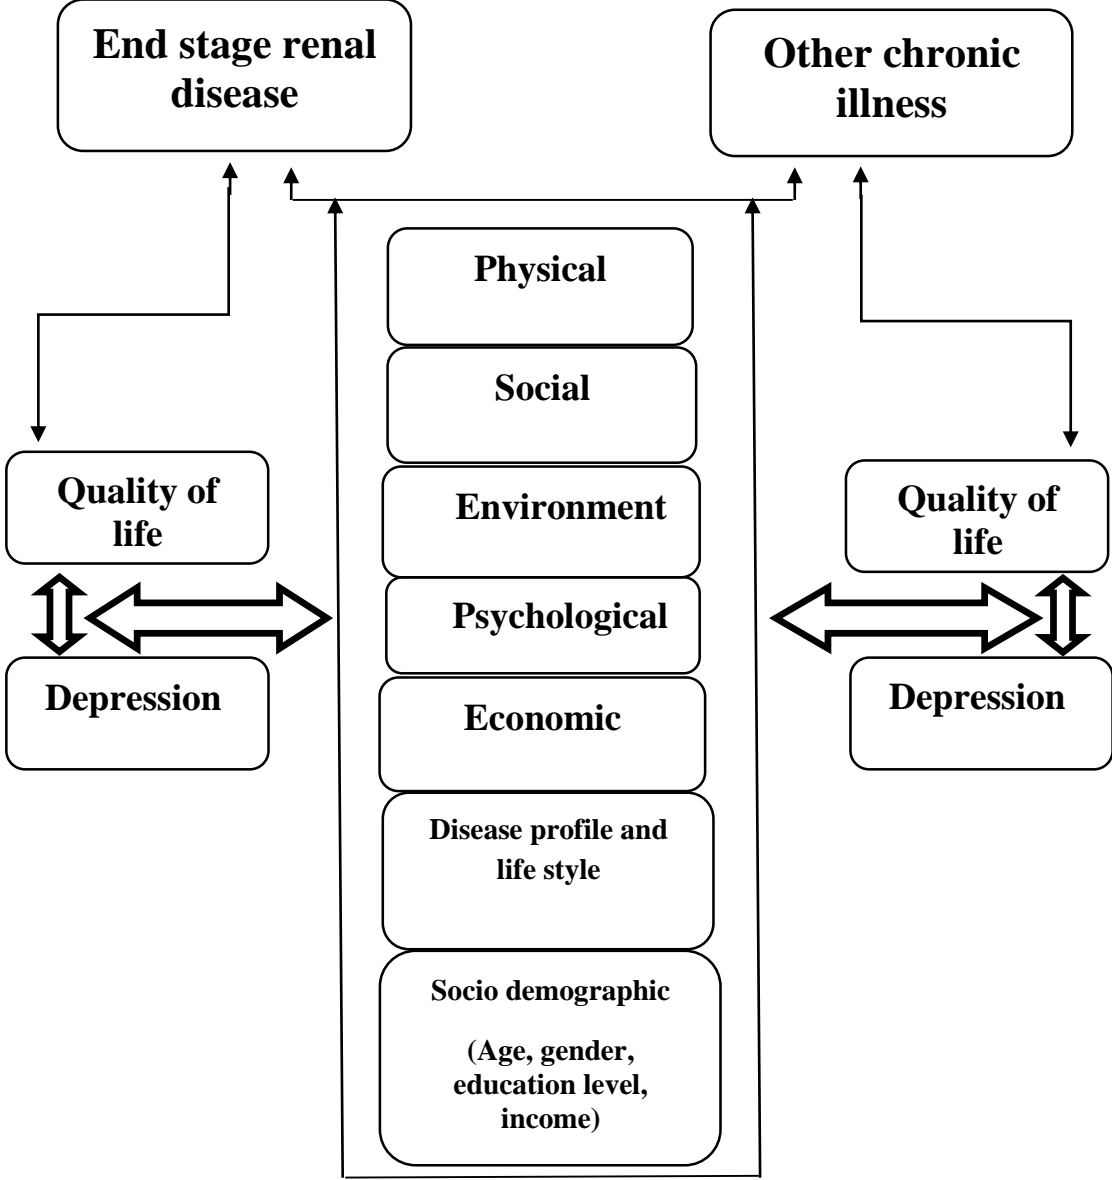 End stage renal
disease
Other chronic
illness
Physical
Social
Environment
Psychological
Economic
Disease profile and
life style
Socio demographic
(Age, gender,
education level,
income)
Quality of
life
Depression
Quality of
life
Depression